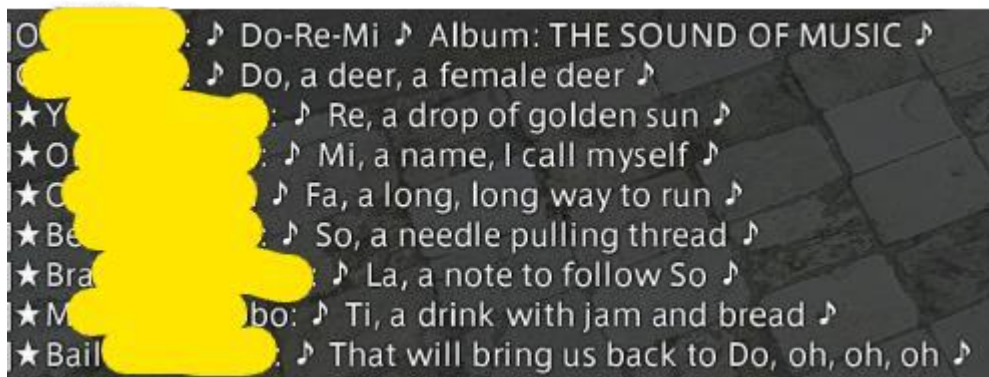 ]O : ♪ Do-Re-Mi ♪ Album: THE SOUND OF MUSIC ♪
: ♪ Do, a deer, a female deer ♪
]★Y : ♪ Re, a drop of golden sun ♪
]★O : ♪ Mi, a name, I call myself ♪
]★ ♪ Fa, a long, long way to run ♪
]★Be : ♪ So, a needle pulling thread ♪
]★Bra : ♪ La, a note to follow So ♪
]★M bo: ♪ Ti, a drink with jam and bread ♪
]★Bail : ♪ That will bring us back to Do, oh, oh, oh ♪